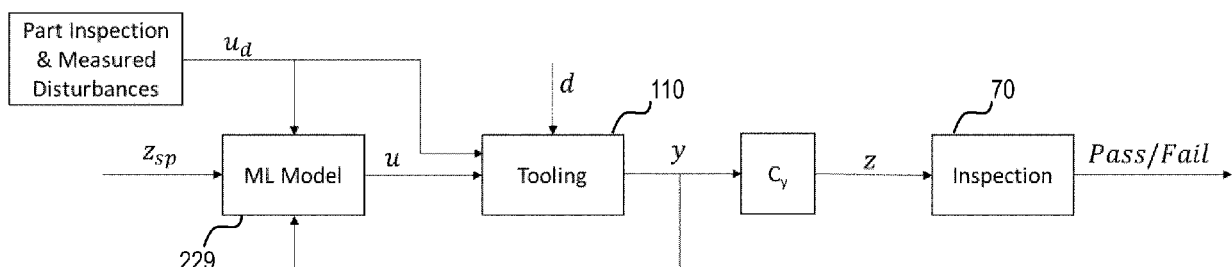 Part Inspection
& Measured
Disturbances
u_d
d
110
70
z_sp
ML Model
u
Tooling
y
C_y
z
Inspection
Pass/Fail
229